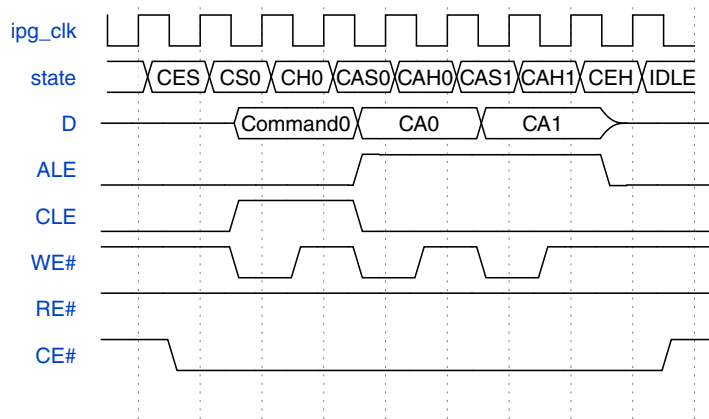 ipg_clk
state CES CS0 CH0 CAS0 CAH0 CAS1 CAH1 CEH IDLE
D Command0 CA0 CA1
ALE
CLE
WE#
RE#
CE#